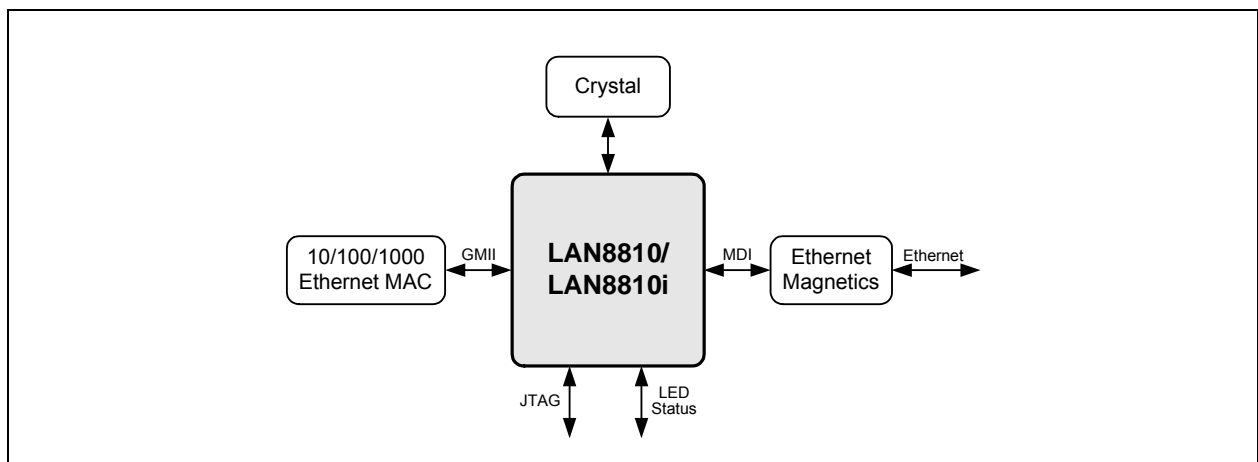 Crystal
10/100/1000
Ethernet MAC
GMII
LAN8810/
LAN8810i
MDI
Ethernet
Magnetics
Ethernet
JTAG
LED
Status